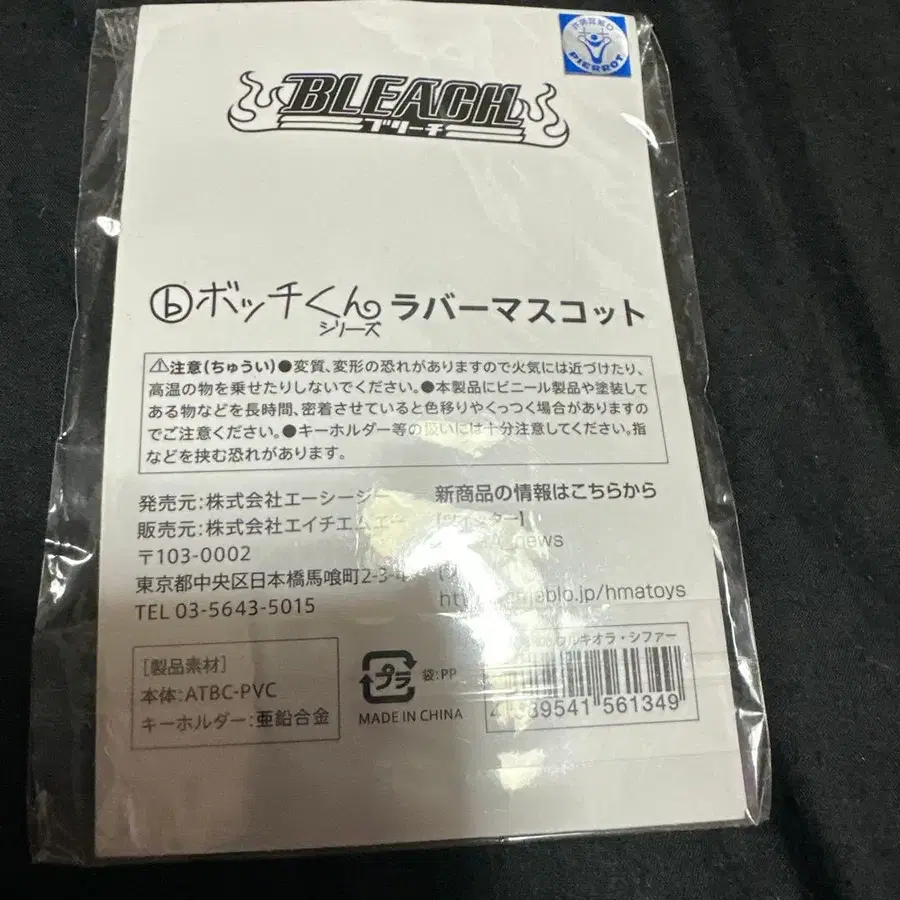 PIERROT
BLEACH
ブリーチ
ⓑボッチくん
シリーズ
ラバーマスコット
⚠注意(ちゅうい)●変質、変形の恐れがありますので火気には近づけたり、
高温の物を乗せたりしないでください。●本製品にビニール製品や塗装して
ある物などを長時間、密着させていると色移りやくっつく場合があります
のでご注意ください。●キーホルダー等の扱いには十分注意してください。指
などを挟む恐れがあります。
発売元:株式会社エーシージー
販売元:株式会社エイチエムエー
〒103-0002
東京都中央区日本橋馬喰町2-3-4
TEL 03-5643-5015
新商品の情報はこちらから
news
jeblo.jp/hmatoys
[製品素材]
本体:ATBC-PVC
キーホルダー:亜鉛合金
プラ
袋:PP
MADE IN CHINA
ウルキオラ・シファー
39541 561349